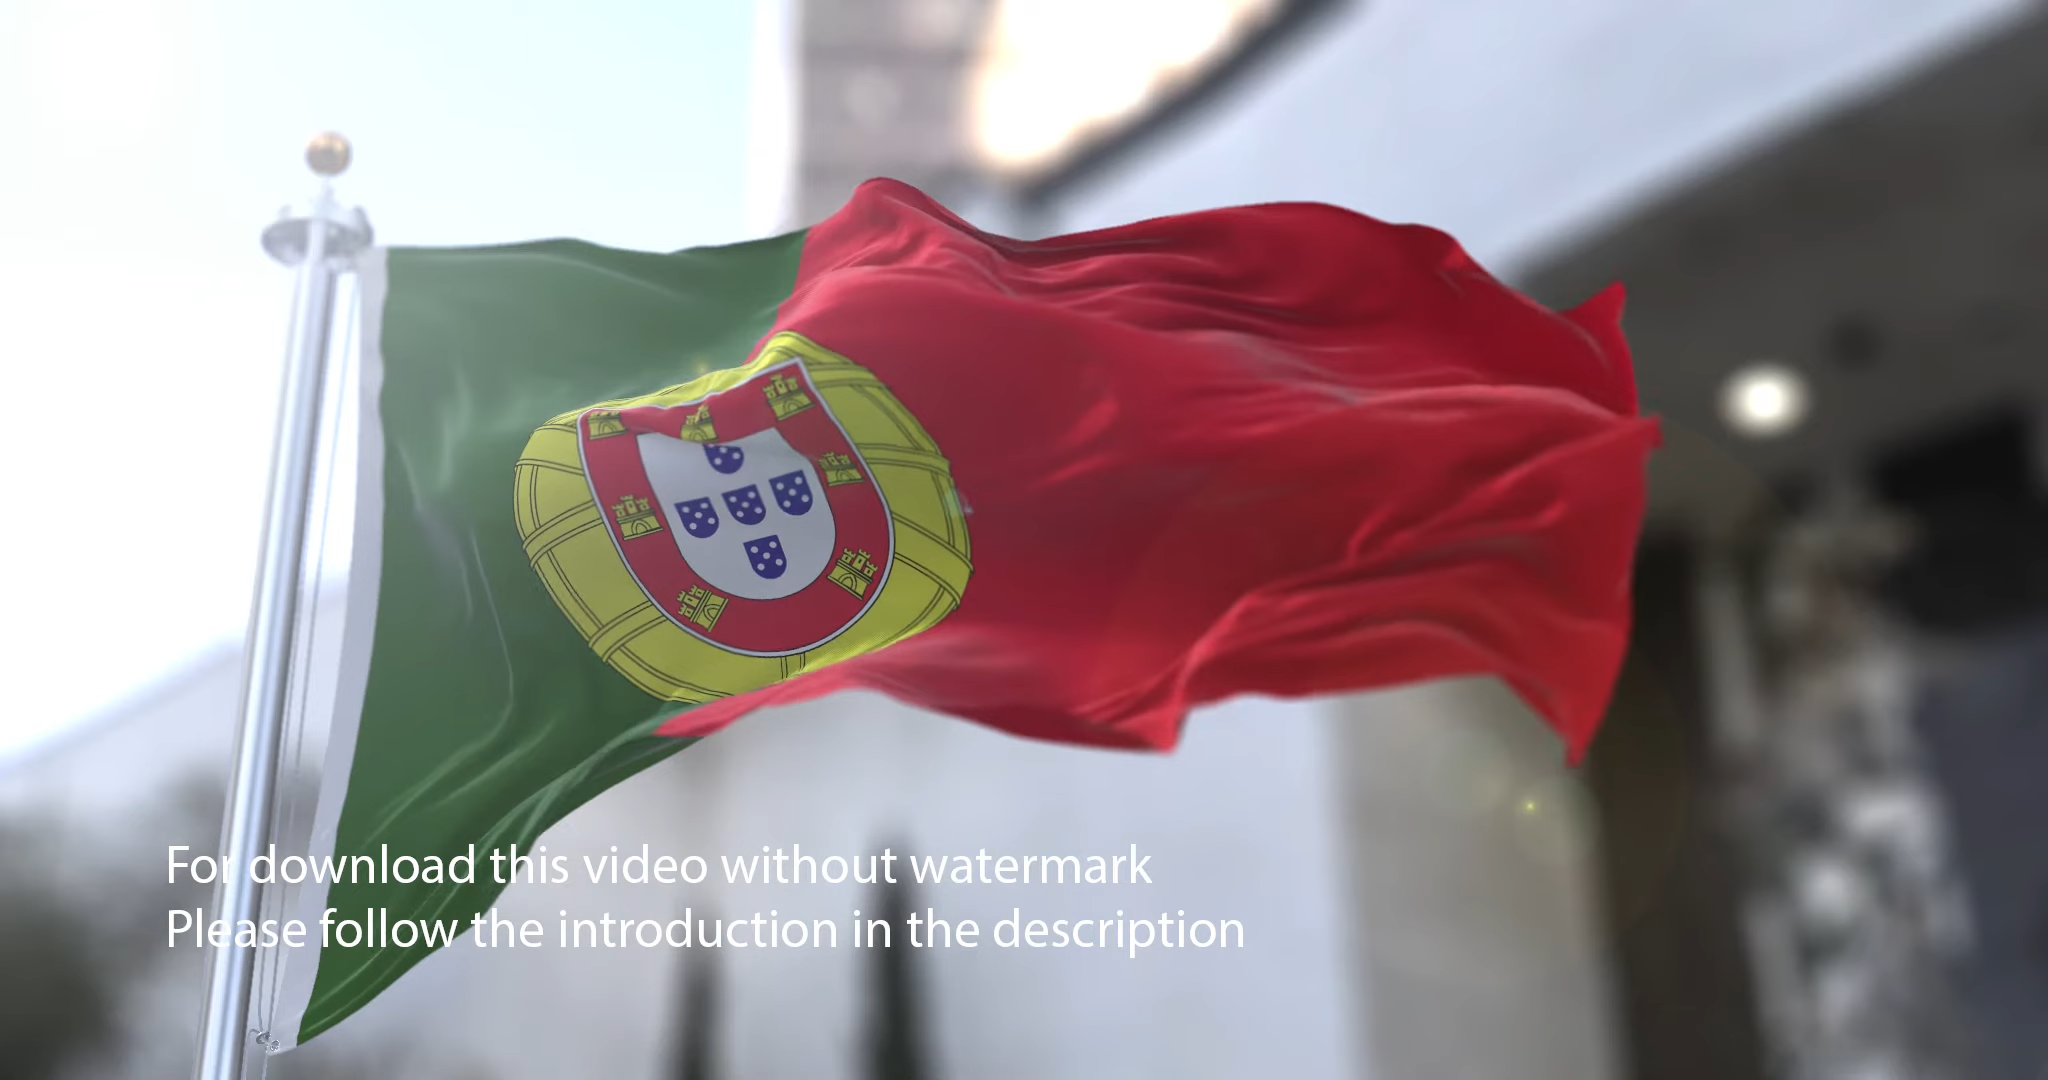 For download this video without watermark
Please follow the introduction in the description